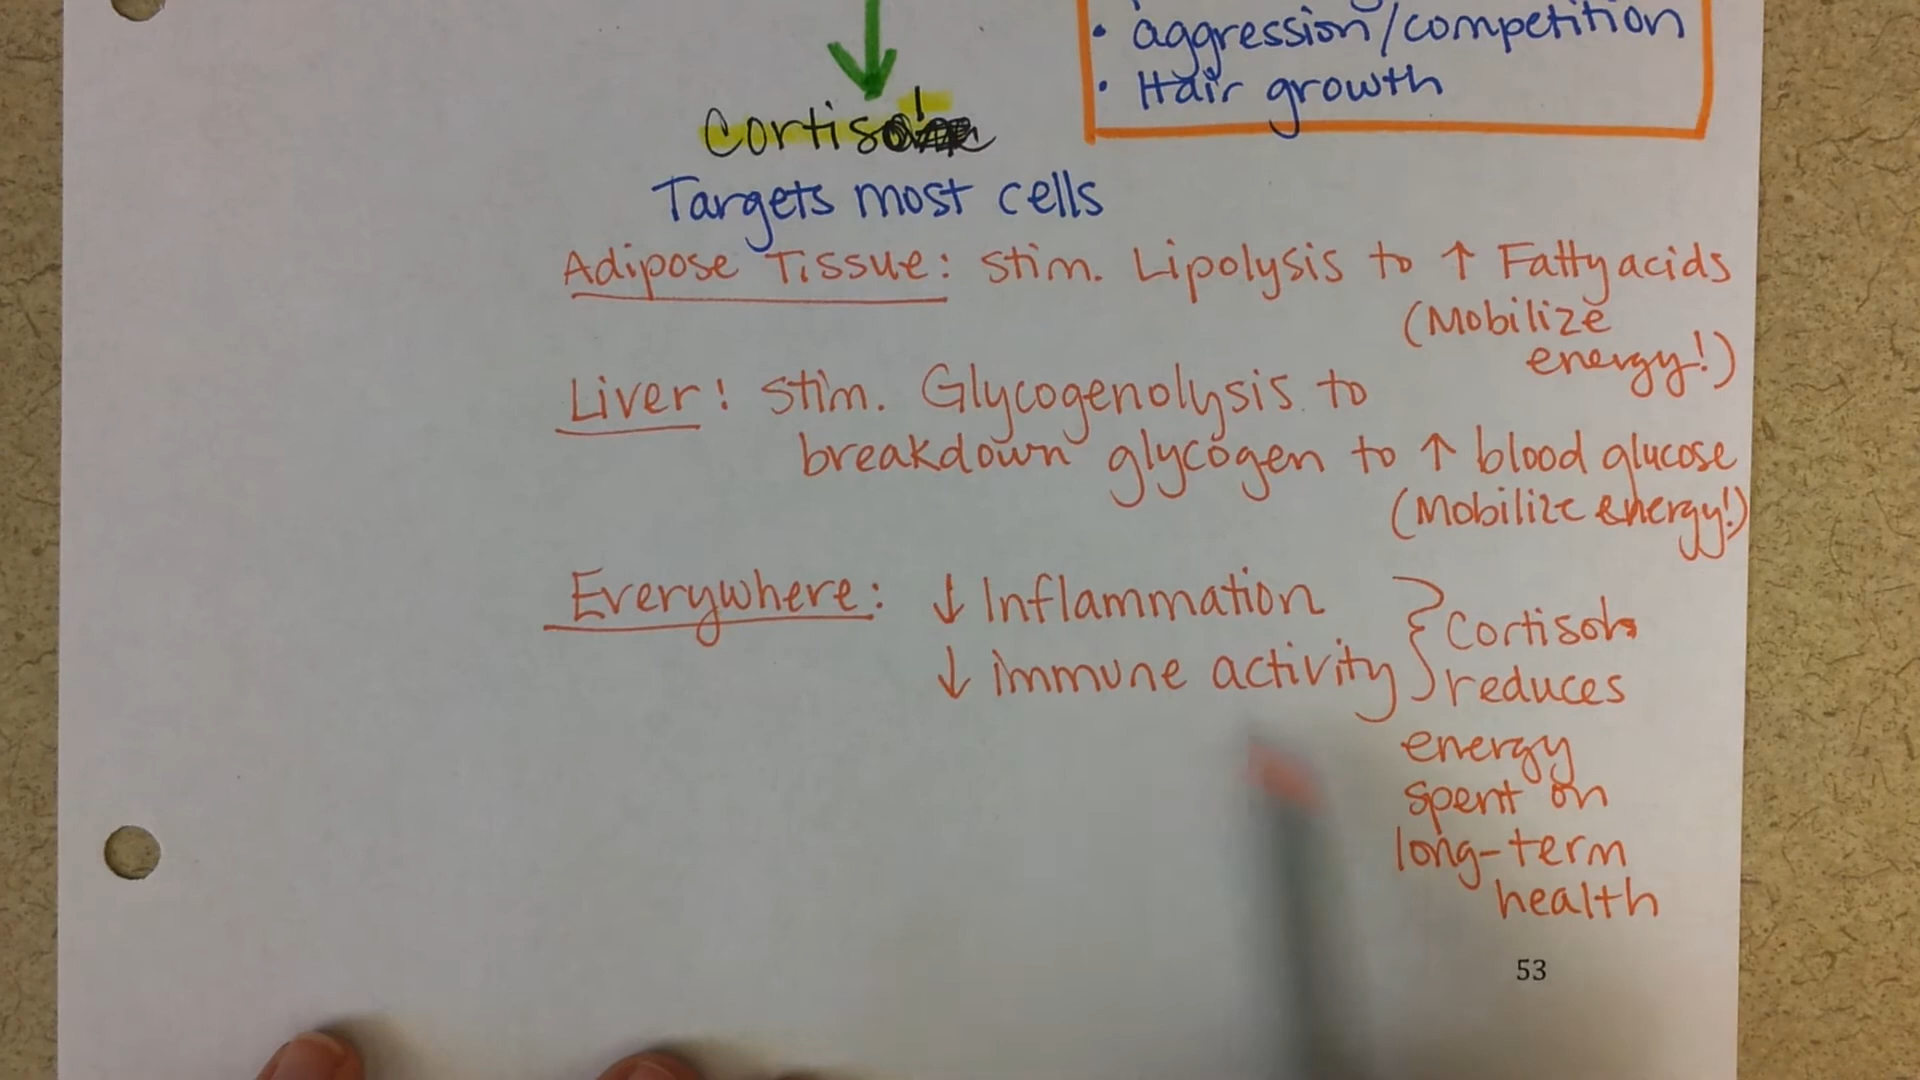 • aggression/competition
• Hair growth
Cortisol
Targets most cells
Adipose Tissue: stim. Lipolysis to ↑ Fatty acids
(Mobilize
energy!)
Liver: stim. Glycogenolysis to
breakdown glycogen to ↑ blood glucose
(Mobilize energy!)
Everywhere: ↓ Inflammation
↓ immune activity
Cortisol
reduces
energy
spent on
long-term
health
53